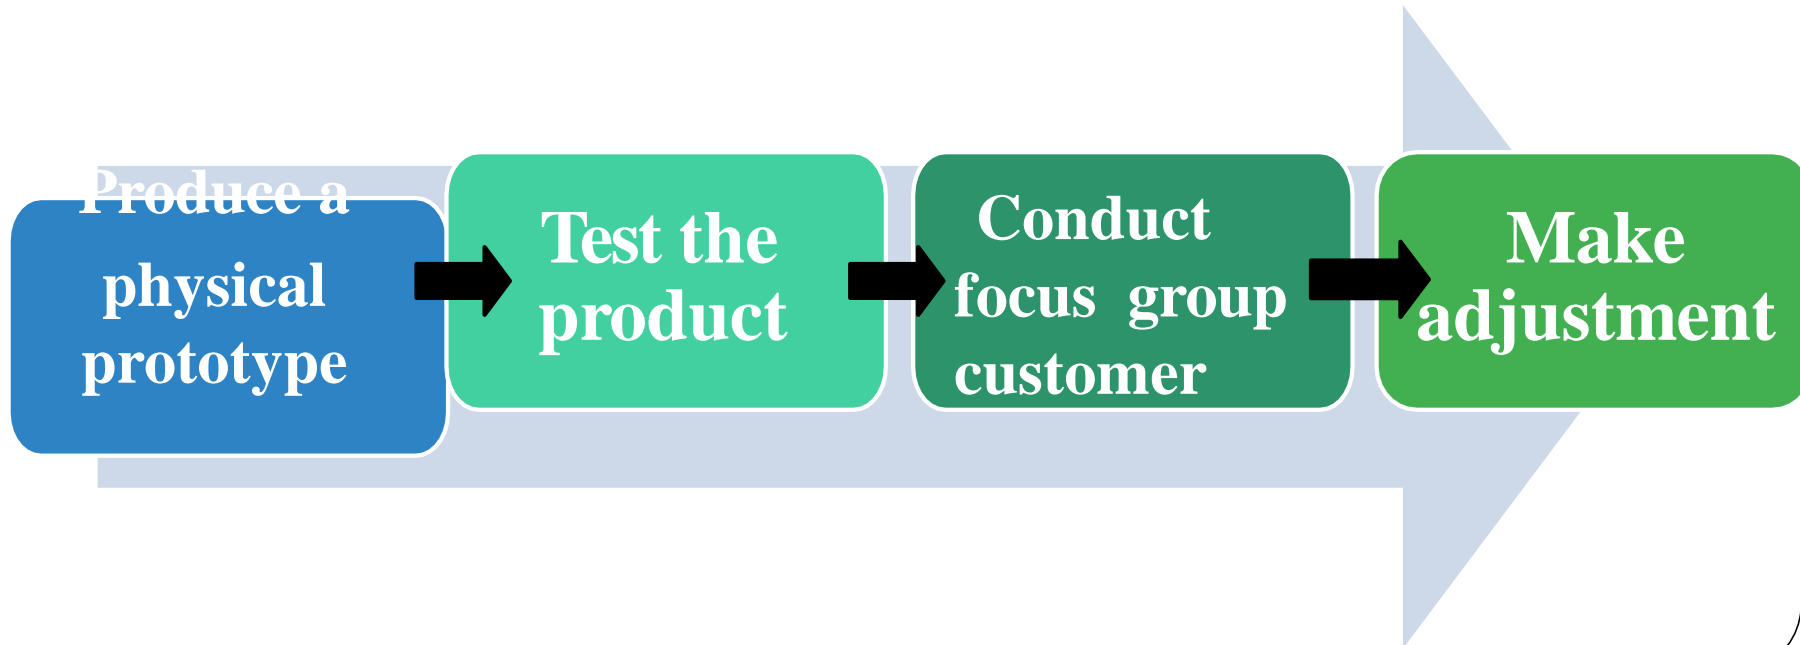 Produce a
physical
prototype
Test the
product
Conduct
focus group
customer
Make
adjustment